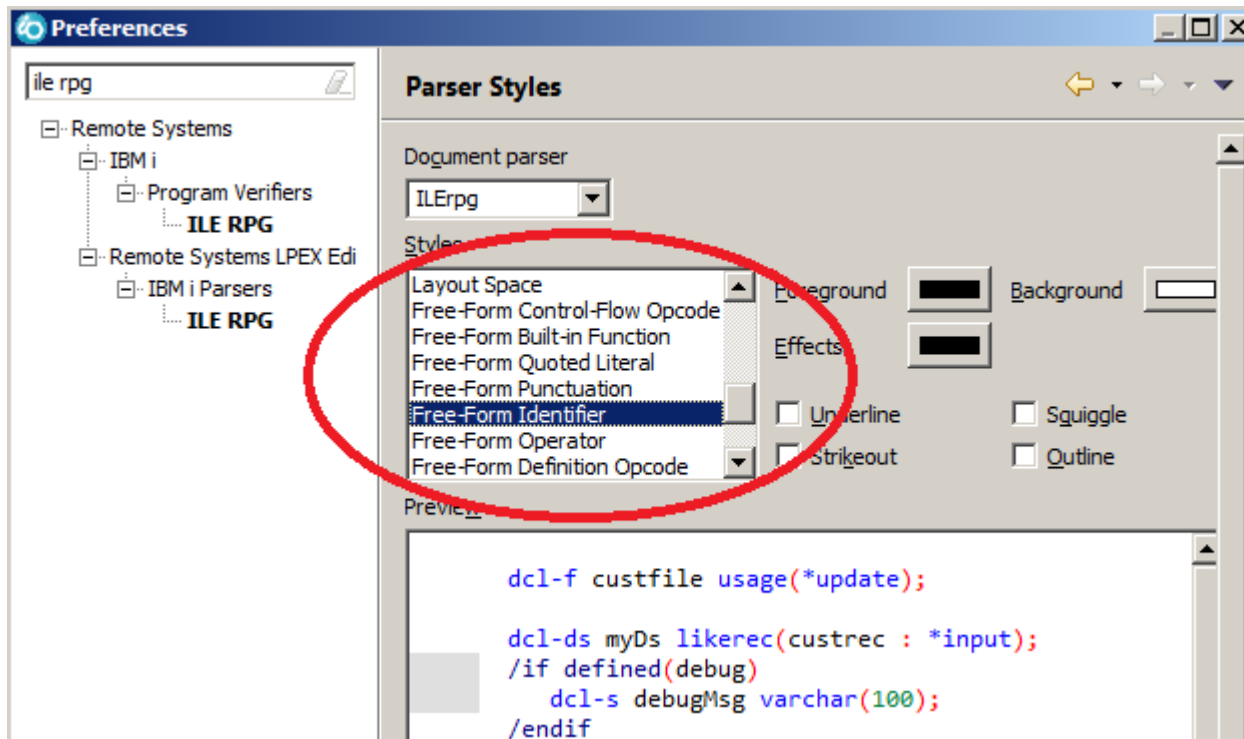 Preferences
ile rpg
Remote Systems
IBM i
Program Verifiers
ILE RPG
Remote Systems LPEX Edi
IBM i Parsers
ILE RPG
Parser Styles
Document parser
ILErpg
Styles
Layout Space
Free-Form Control-Flow Opcode
Free-Form Built-in Function
Free-Form Quoted Literal
Free-Form Punctuation
Free-Form Identifier
Free-Form Operator
Free-Form Definition Opcode
Foreground
Background
Effects
Underline
Squiggle
Strikeout
Outline
Preview
dcl-f custfile usage(*update);
dcl-ds myDs likerec(custrec : *input);
/if defined(debug)
dcl-s debugMsg varchar(100);
/endif